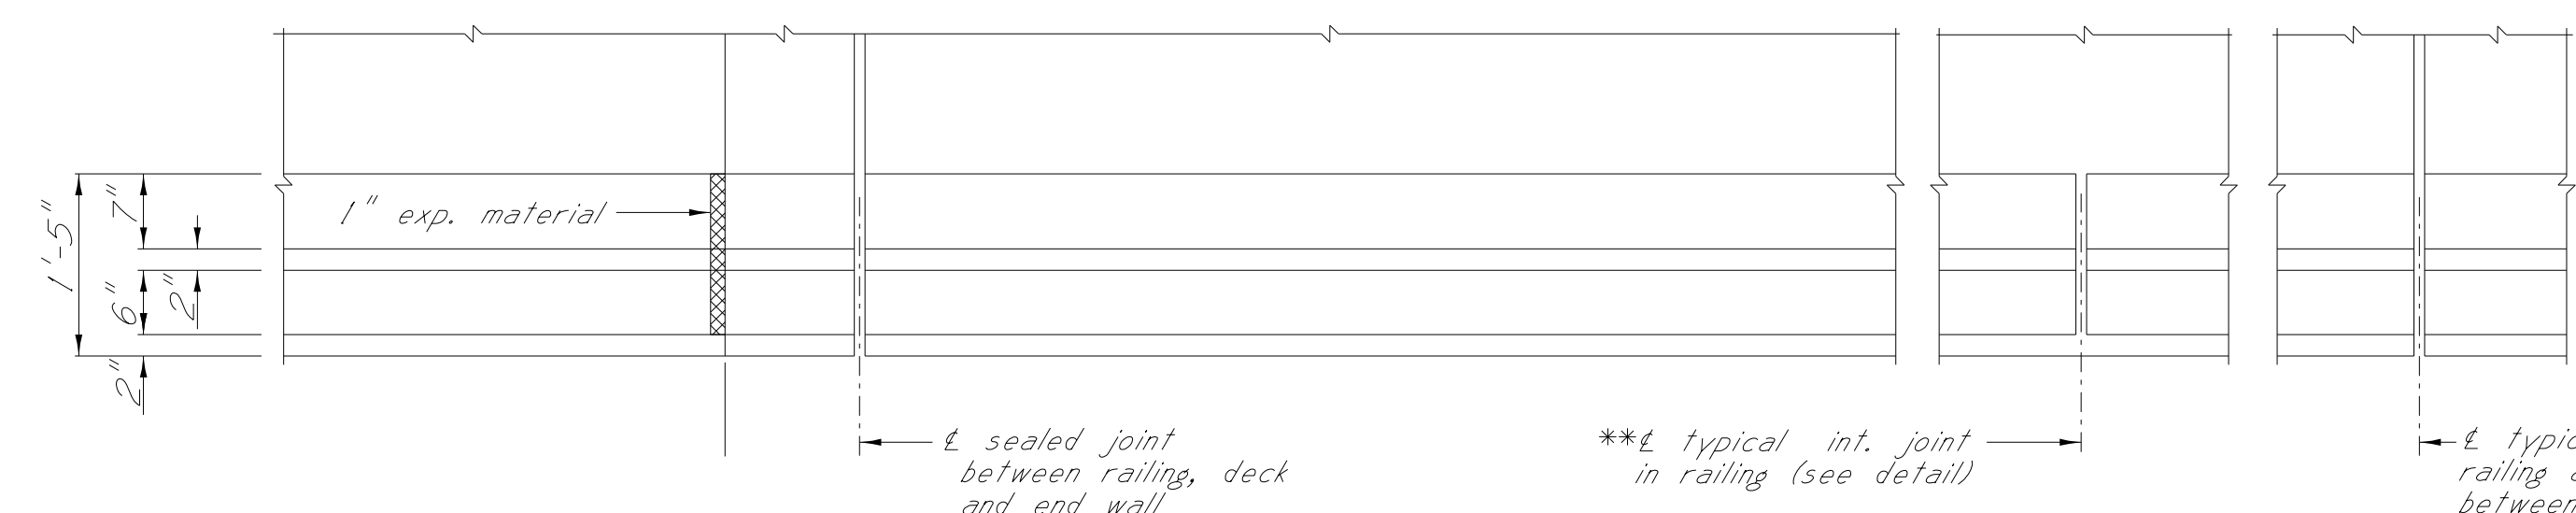 1'-5"
7"
6"
2"
2"
1" exp. material
℄ sealed joint
between railing, deck
and end wall
**℄ typical int. joint
in railing (see detail)
℄
railing
between